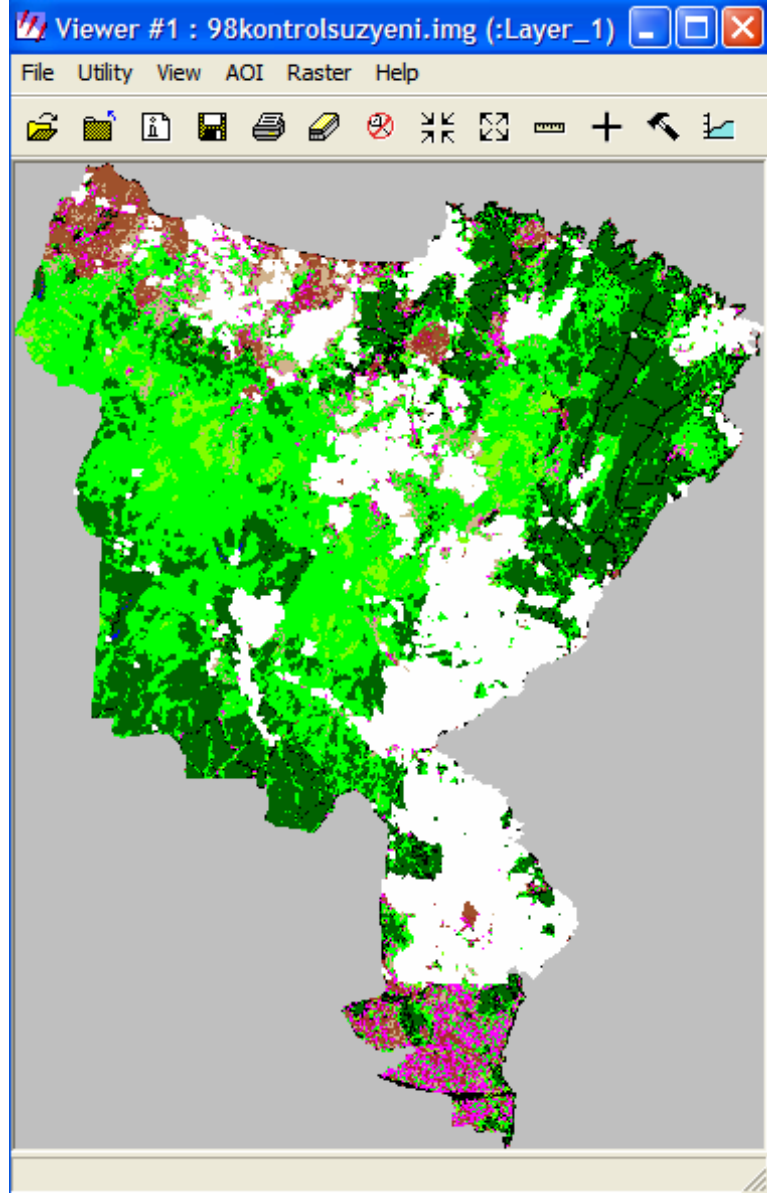 Viewer #1 : 98kontrolsuzyeni.img (:Layer_1)
File Utility View AOI Raster Help